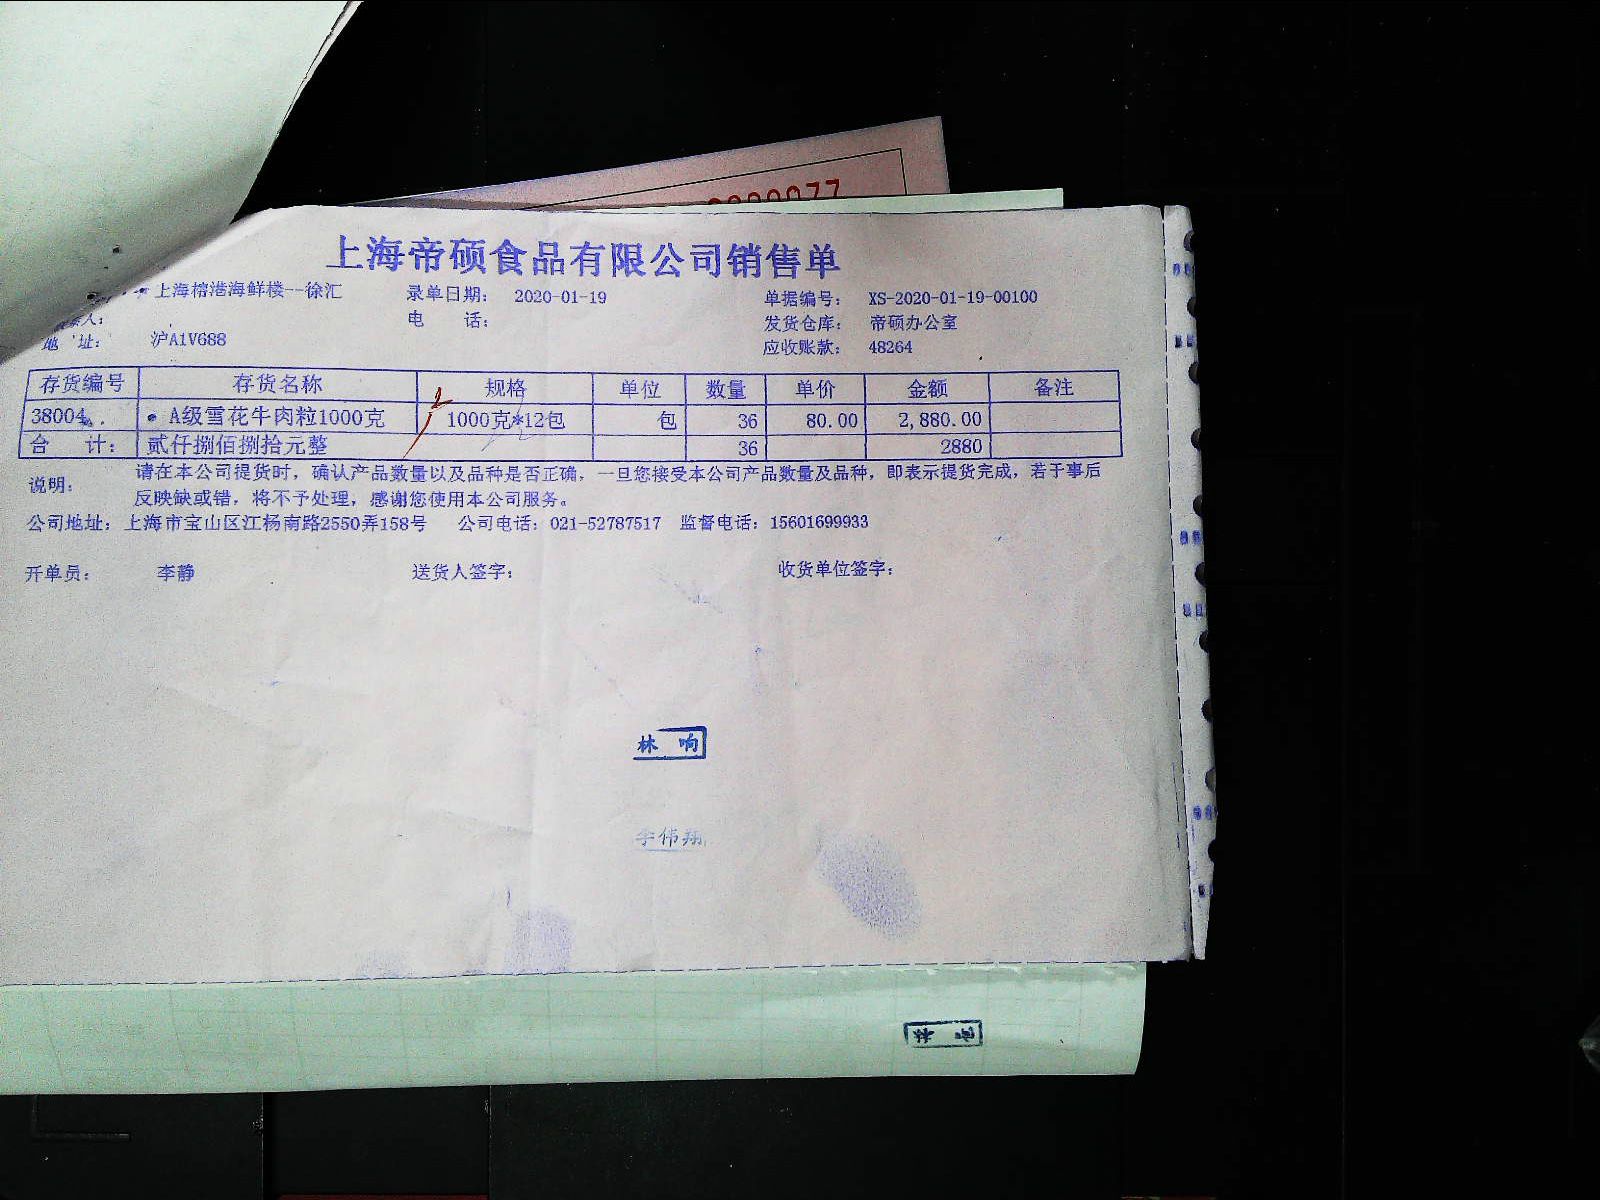 上海帝硕食品有限公司销售单
上海榕港海鲜楼--徐汇 录单日期: 2020-01-19 单据编号: XS-2020-01-19-00100
电 话: 发货仓库: 帝硕办公室
地 址: 沪A1V688 应收账款: 48264
存货编号 存货名称 规格 单位 数量 单价 金额 备注
38004 A级雪花牛肉粒1000克 1000克*12包 包 36 80.00 2,880.00
合 计: 贰仟捌佰捌拾元整 36 2880
说明: 请在本公司提货时，确认产品数量以及品种是否正确，一旦您接受本公司产品数量及品种，即表示提货完成，若于事后
反映缺或错，将不予处理，感谢您使用本公司服务。
公司地址: 上海市宝山区江杨南路2550弄158号 公司电话: 021-52787517 监督电话: 15601699933
开单员: 李静 送货人签字: 收货单位签字:
林 响
李伟翔